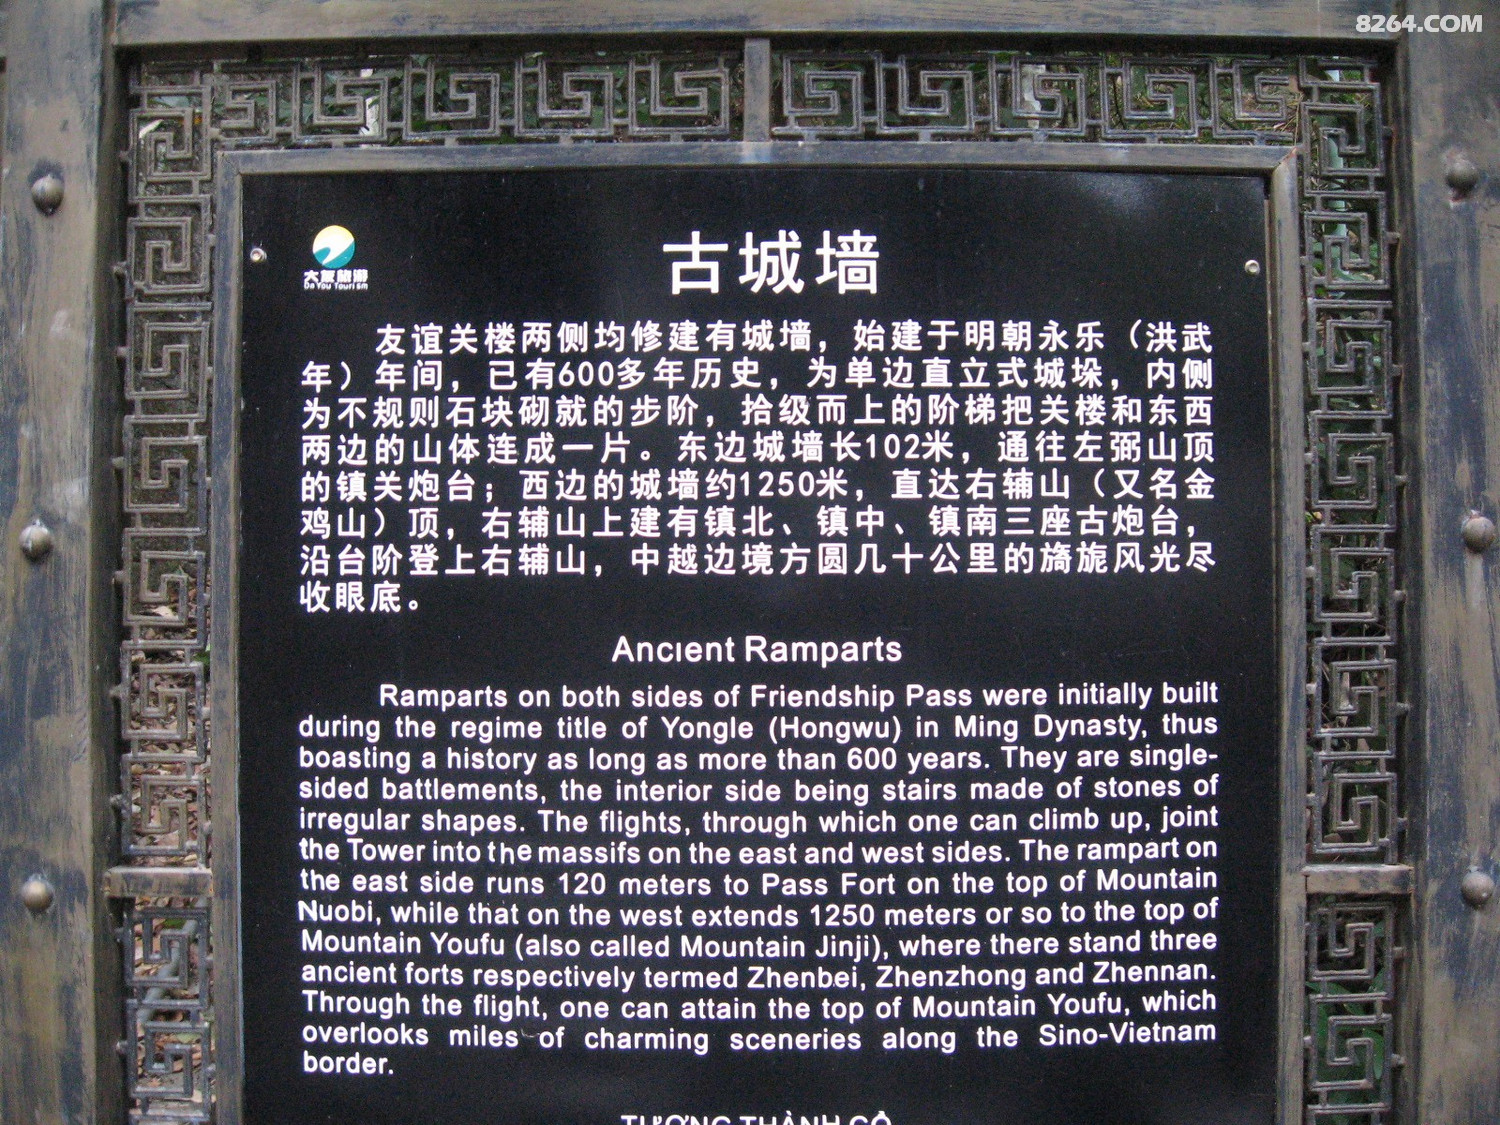 8264.COM
大友旅游
Da You Tourism
古城墙
友谊关楼两侧均修建有城墙，始建于明朝永乐（洪武
年）年间，已有600多年历史，为单边直立式城垛，内侧
为不规则石块砌就的步阶，拾级而上的阶梯把关楼和东西
两边的山体连成一片。东边城墙长102米，通往左弼山顶
的镇关炮台；西边的城墙约1250米，直达右辅山（又名金
鸡山）顶，右辅山上建有镇北、镇中、镇南三座古炮台，
沿台阶登上右辅山，中越边境方圆几十公里的旖旎风光尽
收眼底。
Ancient Ramparts
Ramparts on both sides of Friendship Pass were initially built
during the regime title of Yongle (Hongwu) in Ming Dynasty, thus
boasting a history as long as more than 600 years. They are single-
sided battlements, the interior side being stairs made of stones of
irregular shapes. The flights, through which one can climb up, joint
the Tower into the massifs on the east and west sides. The rampart on
the east side runs 120 meters to Pass Fort on the top of Mountain
Nuobi, while that on the west extends 1250 meters or so to the top of
Mountain Youfu (also called Mountain Jinji), where there stand three
ancient forts respectively termed Zhenbei, Zhenzhong and Zhennan.
Through the flight, one can attain the top of Mountain Youfu, which
overlooks miles of charming sceneries along the Sino-Vietnam
border.
TƯỜNG THÀNH CỔ